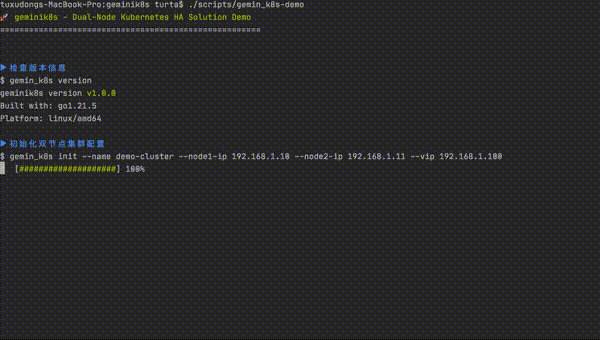 tuxudongs-MacBook-Pro:geminik8s turta$ ./scripts/gemin_k8s-demo
🚀 geminik8s - Dual-Node Kubernetes HA Solution Demo
======================================================
▶ 检查版本信息
$ gemin_k8s version
geminik8s version v1.0.0
Built with: go1.21.5
Platform: linux/amd64
▶ 初始化双节点集群配置
$ gemin_k8s init --name demo-cluster --node1-ip 192.168.1.10 --node2-ip 192.168.1.11 --vip 192.168.1.100
[####################] 100%